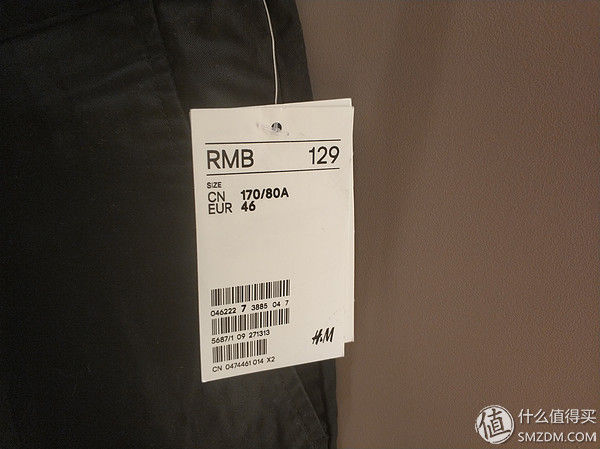 RMB 129
SIZE
CN 170/80A
EUR 46
046222 7 3885 04 7
5687/1 09 271313
H&M
CN 0474461 014 X2
值 什么值得买
SMZDM.COM